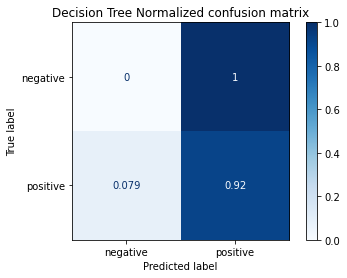 Decision Tree Normalized confusion matrix
1.0
negative
0
1
0.8
0.6
True label
0.4
positive
0.079
0.92
0.2
0.0
negative
positive
Predicted label